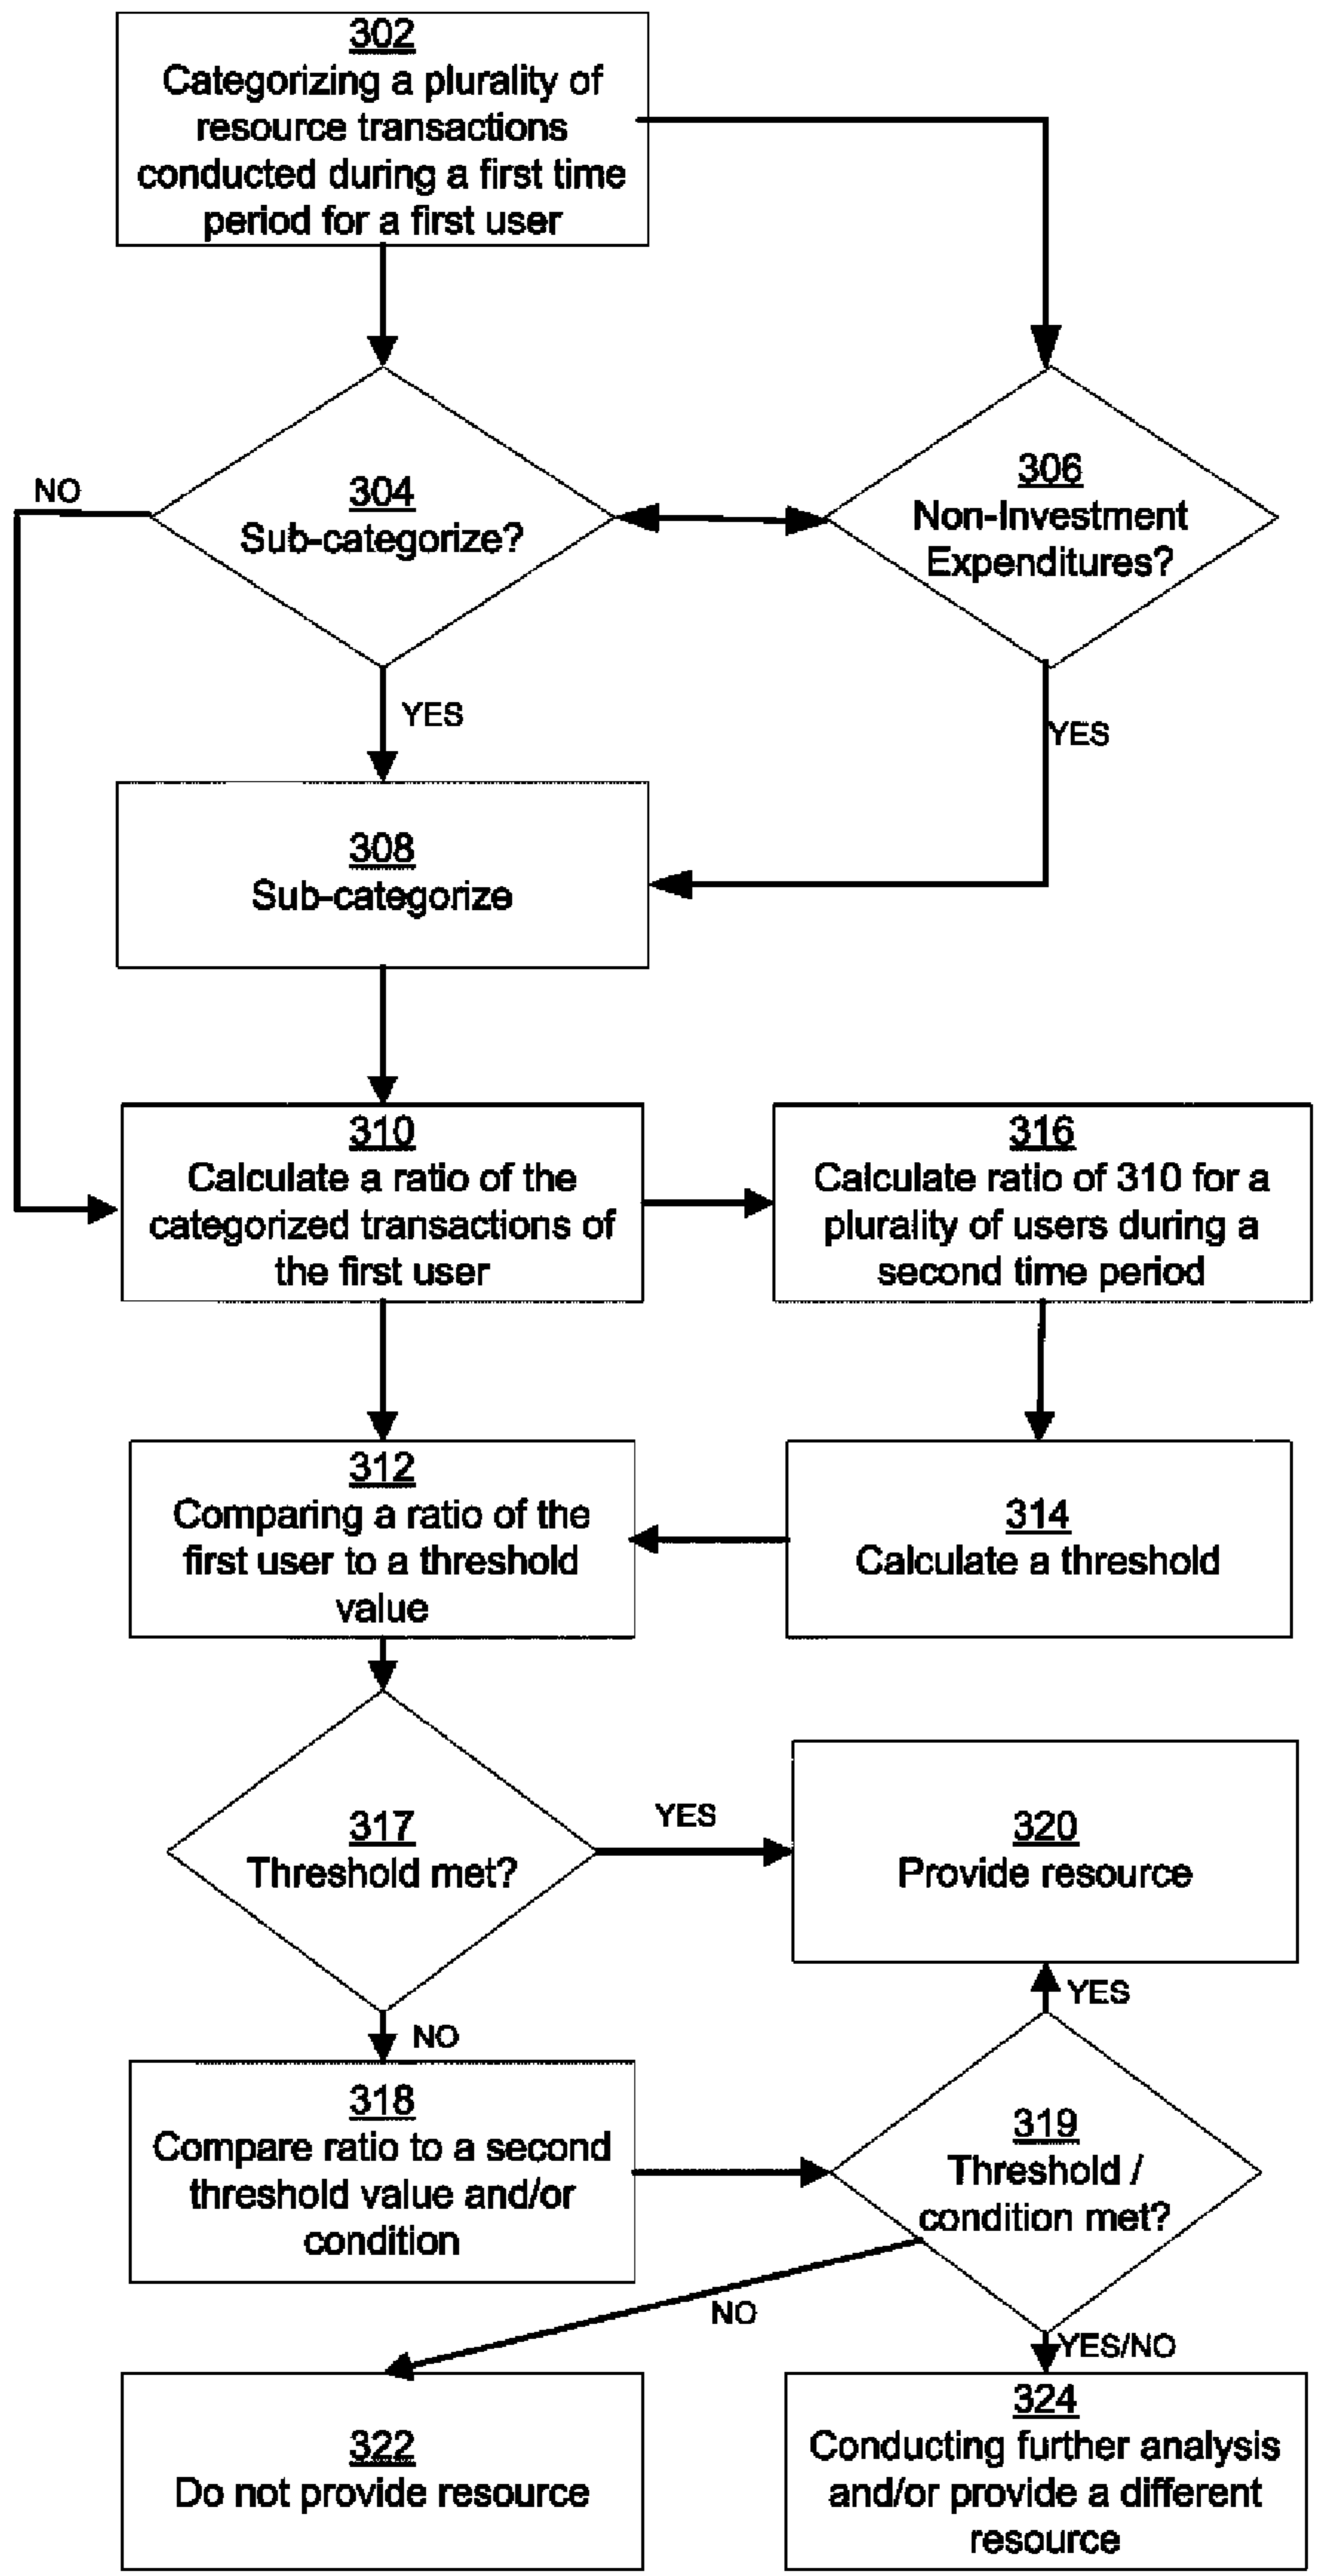 302
Categorizing a plurality of
resource transactions
conducted during a first time
period for a first user
304
Sub-categorize?
306
Non-Investment
Expenditures?
NO
YES
YES
308
Sub-categorize
310
Calculate a ratio of the
categorized transactions of
the first user
316
Calculate ratio of 310 for a
plurality of users during a
second time period
312
Comparing a ratio of the
first user to a threshold
value
314
Calculate a threshold
317
Threshold met?
YES
320
Provide resource
NO
YES
318
Compare ratio to a second
threshold value and/or
condition
319
Threshold /
condition met?
NO
YES/NO
322
Do not provide resource
324
Conducting further analysis
and/or provide a different
resource